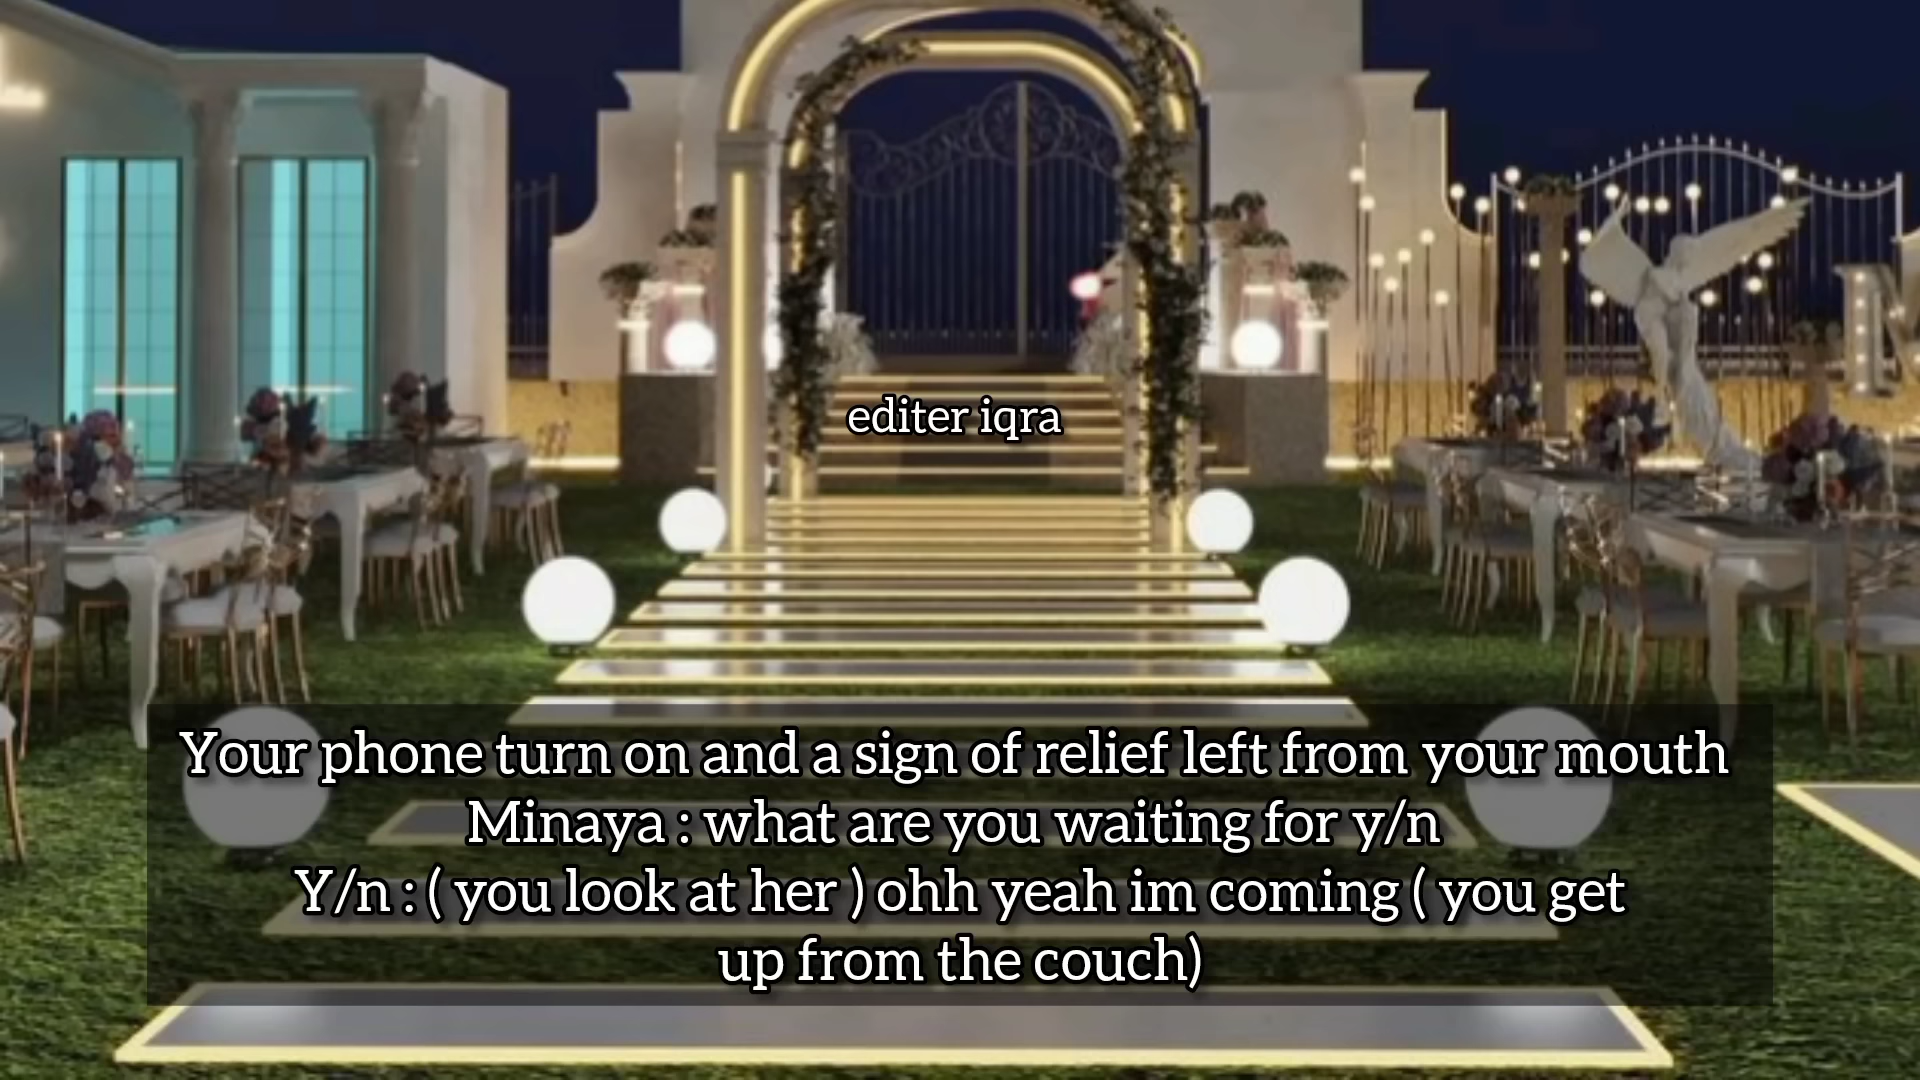 editer iqra
Your phone turn on and a sign of relief left from your mouth
Minaya : what are you waiting for y/n
Y/n : ( you look at her ) ohh yeah im coming ( you get
up from the couch)